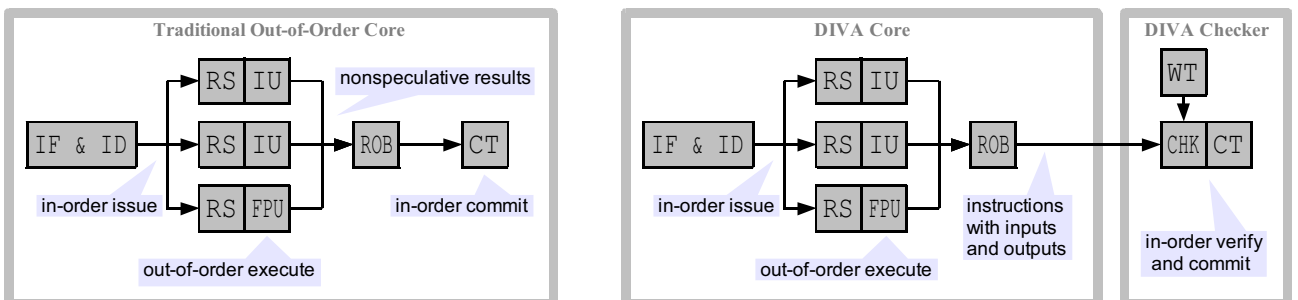 Traditional Out-of-Order Core
RS IU
nonspeculative results
IF & ID
RS IU
ROB
CT
in-order issue
RS FPU
in-order commit
out-of-order execute
DIVA Core
RS IU
IF & ID
RS IU
ROB
in-order issue
RS FPU
instructions
with inputs
and outputs
out-of-order execute
DIVA Checker
WT
CHK CT
in-order verify
and commit